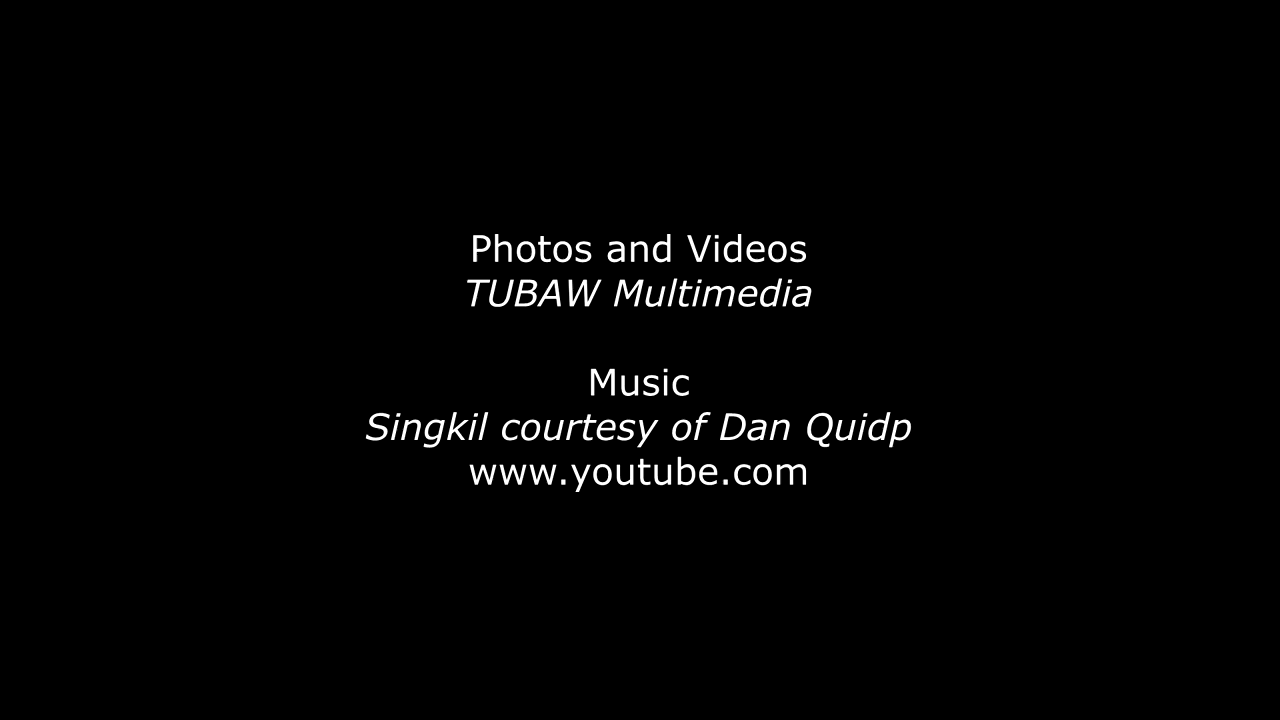 Photos and Videos
TUBAW Multimedia
Music
Singkil courtesy of Dan Quidp
www.youtube.com